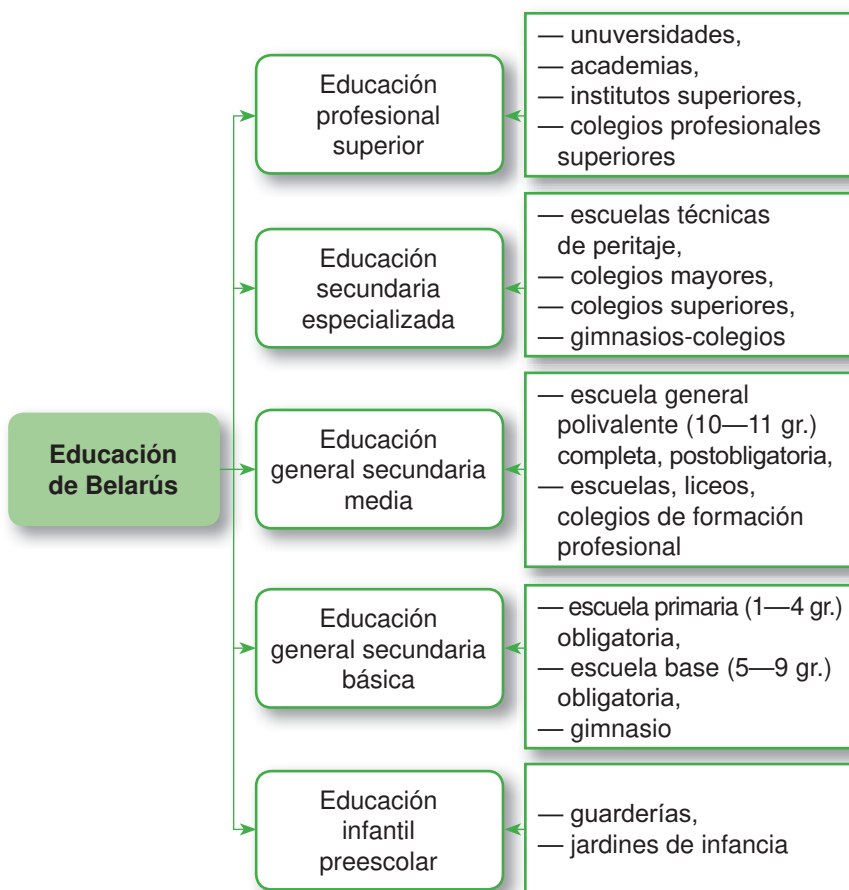 Educación
de Belarús
Educación
profesional
superior
— unuversidades,
— academias,
— institutos superiores,
— colegios profesionales
superiores
Educación
secundaria
especializada
— escuelas técnicas
de peritaje,
— colegios mayores,
— colegios superiores,
— gimnasios-colegios
Educación
general secundaria
media
— escuela general
polivalente (10—11 gr.)
completa, postobligatoria,
— escuelas, liceos,
colegios de formación
profesional
Educación
general secundaria
básica
— escuela primaria (1—4 gr.)
obligatoria,
— escuela base (5—9 gr.)
obligatoria,
— gimnasio
Educación
infantil
preescolar
— guarderías,
— jardines de infancia